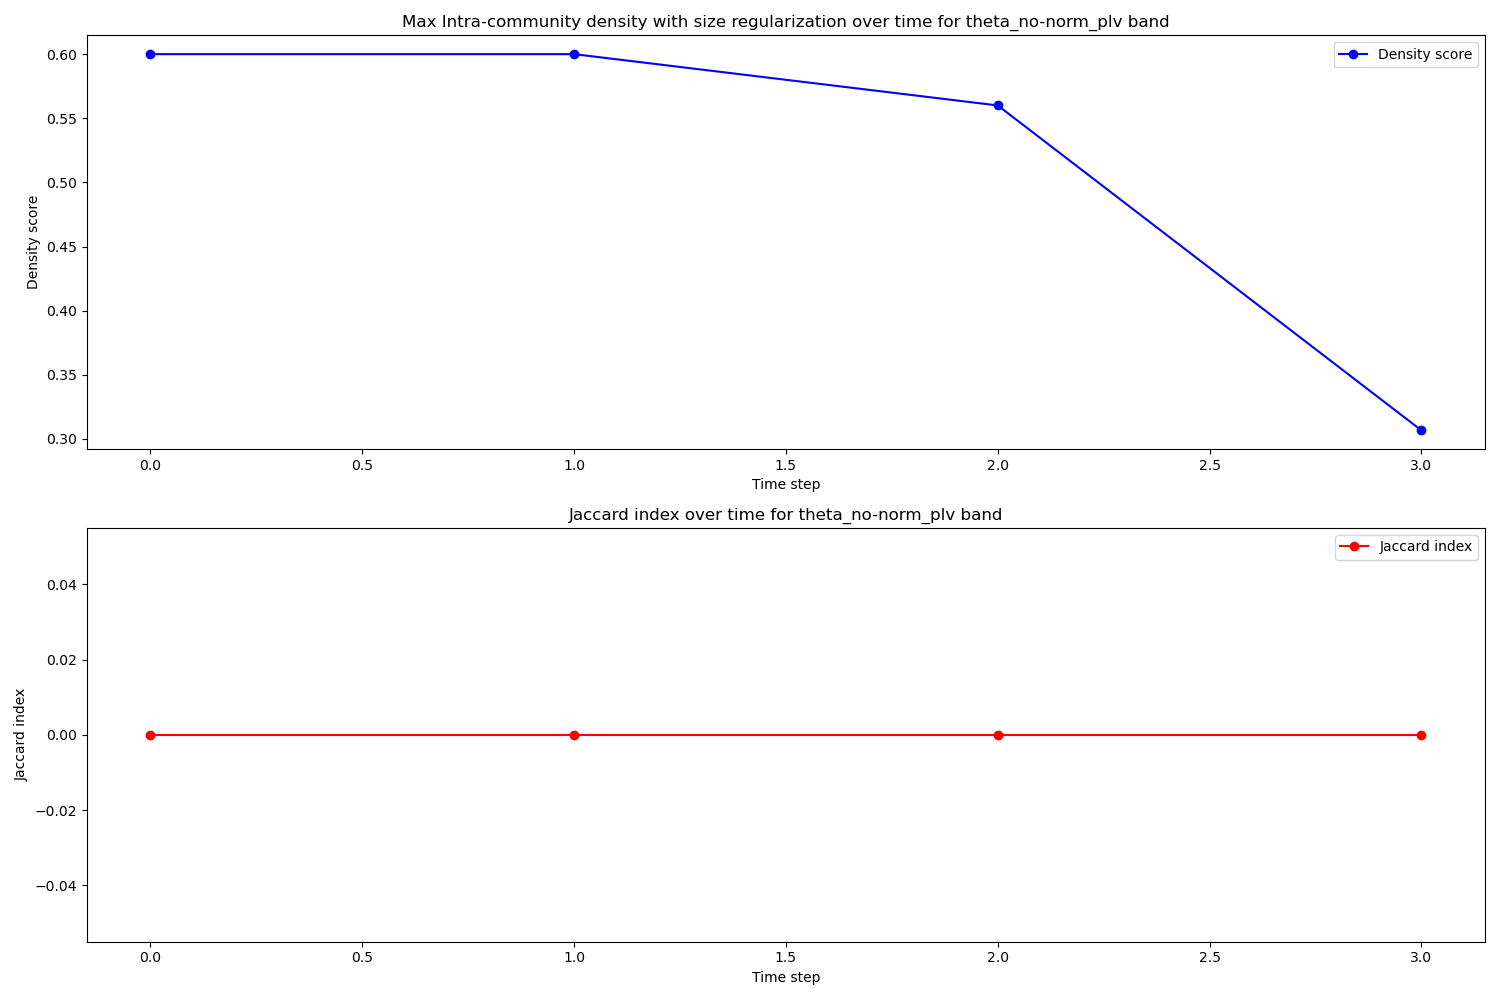 Max Intra-community density with size regularization over time for theta_no-norm_plv band
Density score
0.60
0.55
0.50
0.45
0.40
0.35
0.30
Density score
0.0 0.5 1.0 1.5 2.0 2.5 3.0
Time step
Jaccard index over time for theta_no-norm_plv band
Jaccard index
0.04
0.02
0.00
−0.02
−0.04
Jaccard index
0.0 0.5 1.0 1.5 2.0 2.5 3.0
Time step